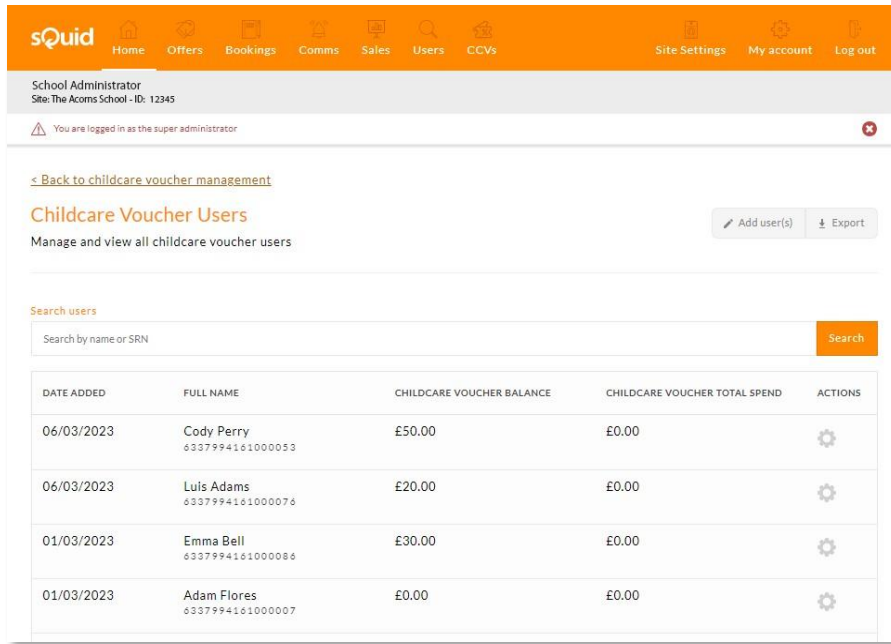 sQuid
Home Offers Bookings Comms Sales Users CCVs Site Settings My account Log out
School Administrator
Site: The Acorns School - ID: 12345
You are logged in as the super administrator
< Back to childcare voucher management
Childcare Voucher Users
Manage and view all childcare voucher users
Add user(s) Export
Search users
Search by name or SRN Search
DATE ADDED FULL NAME CHILDCARE VOUCHER BALANCE CHILDCARE VOUCHER TOTAL SPEND ACTIONS
06/03/2023 Cody Perry £50.00 £0.00
6337994161000053
06/03/2023 Luis Adams £20.00 £0.00
6337994161000076
01/03/2023 Emma Bell £30.00 £0.00
6337994161000086
01/03/2023 Adam Flores £0.00 £0.00
6337994161000007